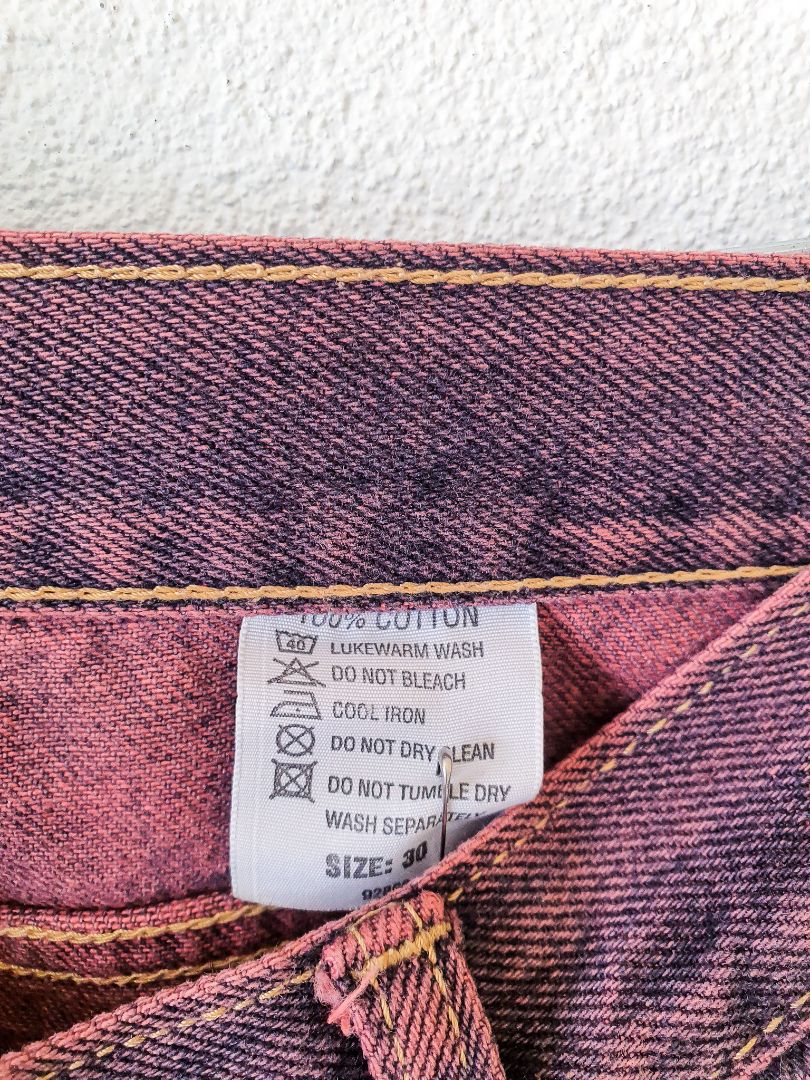 100% COTTON
40 LUKEWARM WASH
DO NOT BLEACH
COOL IRON
DO NOT DRY CLEAN
DO NOT TUMBLE DRY
WASH SEPARATELY
SIZE: 30